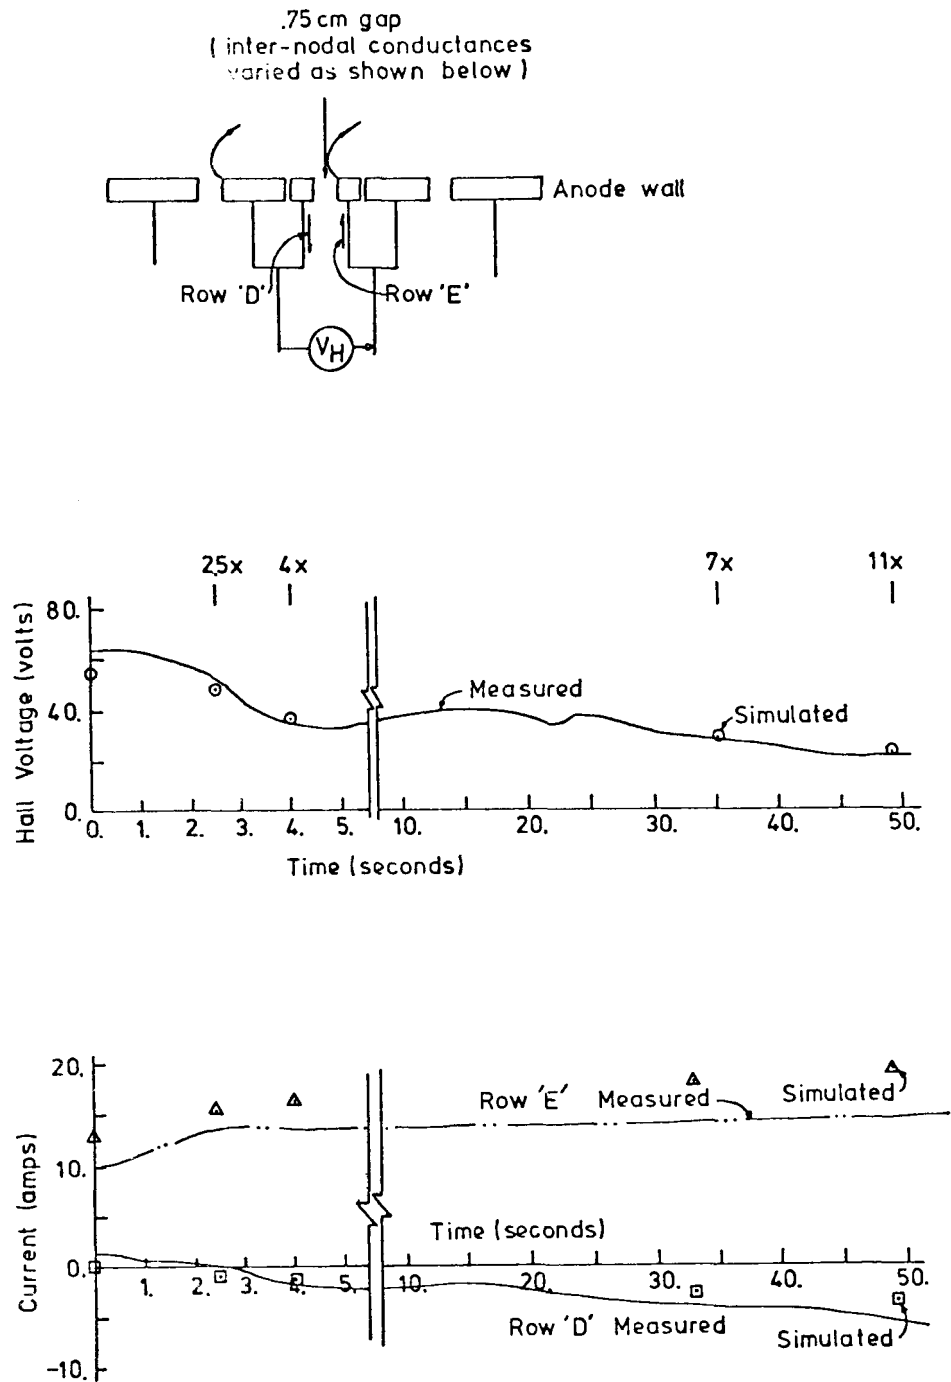 .75 cm gap
( inter-nodal conductances
varied as shown below )
Anode wall
Row 'D'
Row 'E'
VH
2.5x 4x 7x 11x
Hall Voltage (volts)
80.
40.
0.
0. 1. 2. 3. 4. 5. 10. 20. 30. 40. 50.
Measured
Simulated
Time (seconds)
Current (amps)
20.
10.
0.
-10.
Row 'E' Measured
Simulated
Time (seconds)
1. 2. 3. 4. 5. 10. 20. 30. 40. 50.
Row 'D' Measured
Simulated